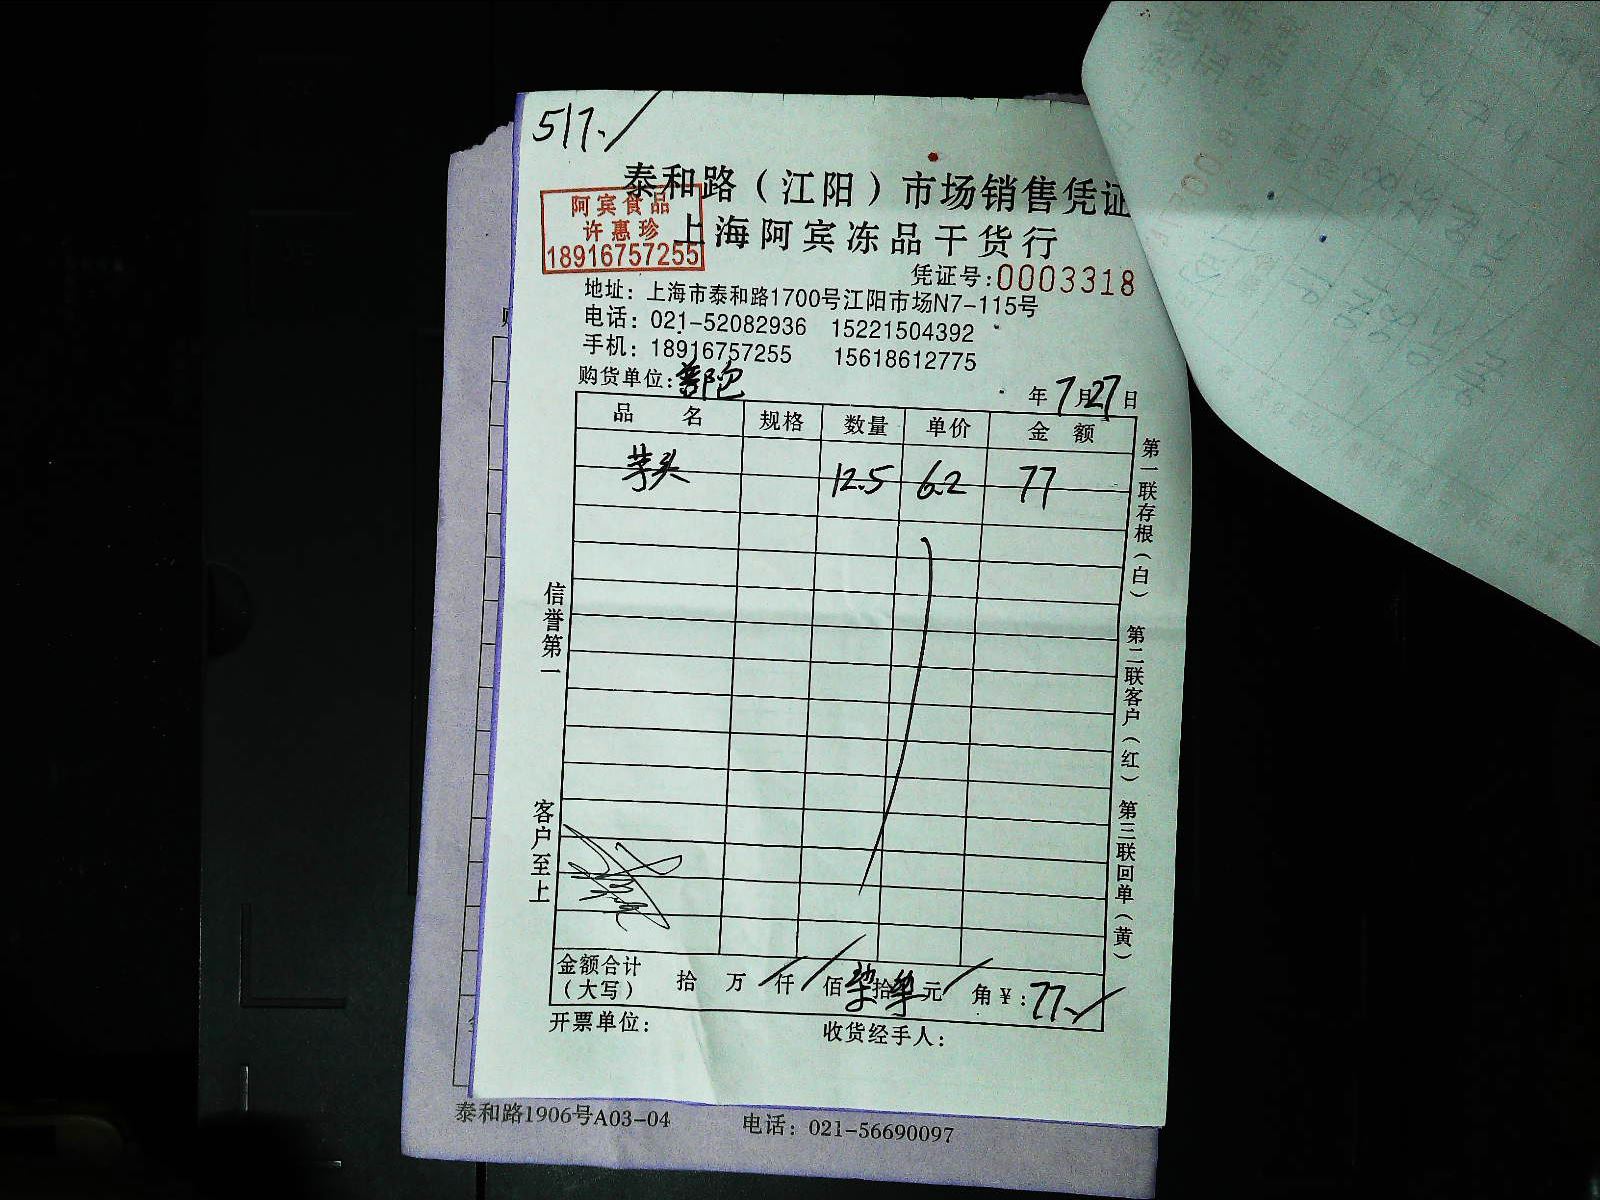 517.
泰和路（江阳）市场销售凭证
阿宾食品
许惠珍
18916757255
上海阿宾冻品干货行
凭证号:0003318
地址：上海市泰和路1700号江阳市场N7-115号
电话：021-52082936 15221504392
手机：18916757255 15618612775
购货单位:普陀
年7月27日
品名 规格 数量 单价 金额
芋头 12.5 6.2 77
信誉第一
客户至上
第一联存根（白） 第二联客户（红） 第三联回单（黄）
金额合计（大写） 拾 万 仟 佰 柒拾 柒元 角¥:77.
开票单位: 收货经手人:
泰和路1906号A03-04 电话：021-56690097